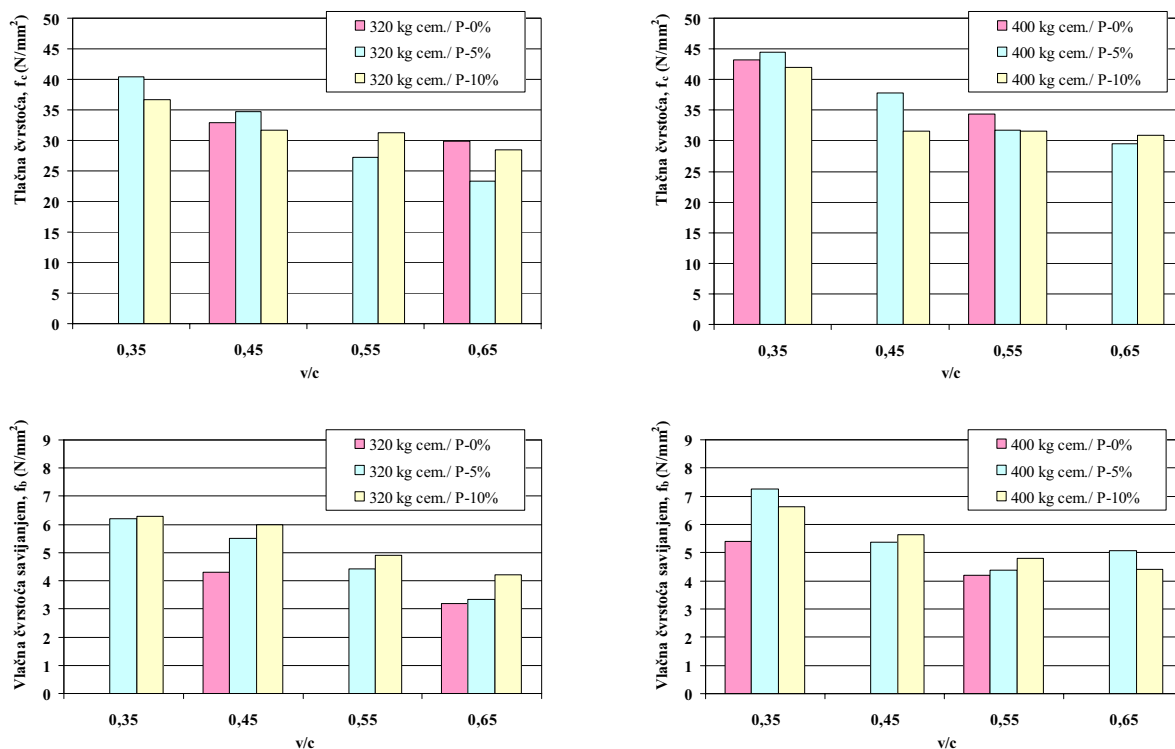 Tlačna čvrstoća, f_c (N/mm²)
50
45
40
35
30
25
20
15
10
5
0
320 kg cem./ P-0%
320 kg cem./ P-5%
320 kg cem./ P-10%
0,35 0,45 0,55 0,65
v/c
Tlačna čvrstoća, f_c (N/mm²)
50
45
40
35
30
25
20
15
10
5
0
400 kg cem./ P-0%
400 kg cem./ P-5%
400 kg cem./ P-10%
0,35 0,45 0,55 0,65
v/c
Vlačna čvrstoća savijanjem, f_b (N/mm²)
9
8
7
6
5
4
3
2
1
0
320 kg cem./ P-0%
320 kg cem./ P-5%
320 kg cem./ P-10%
0,35 0,45 0,55 0,65
v/c
Vlačna čvrstoća savijanjem, f_b (N/mm²)
9
8
7
6
5
4
3
2
1
0
400 kg cem./ P-0%
400 kg cem./ P-5%
400 kg cem./ P-10%
0,35 0,45 0,55 0,65
v/c